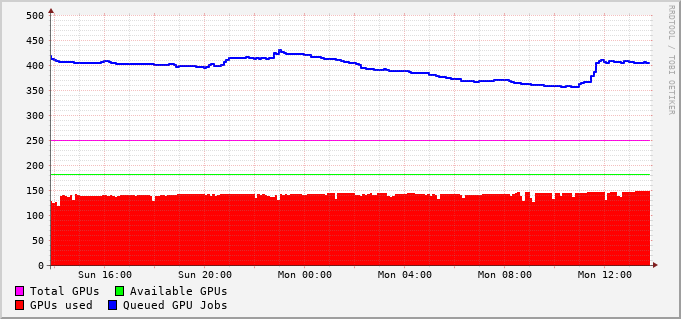 500
450
400
350
300
250
200
150
100
50
0
Sun 16:00 Sun 20:00 Mon 00:00 Mon 04:00 Mon 08:00 Mon 12:00
Total GPUs Available GPUs
GPUs used Queued GPU Jobs
RRDTOOL / TOBI OETIKER